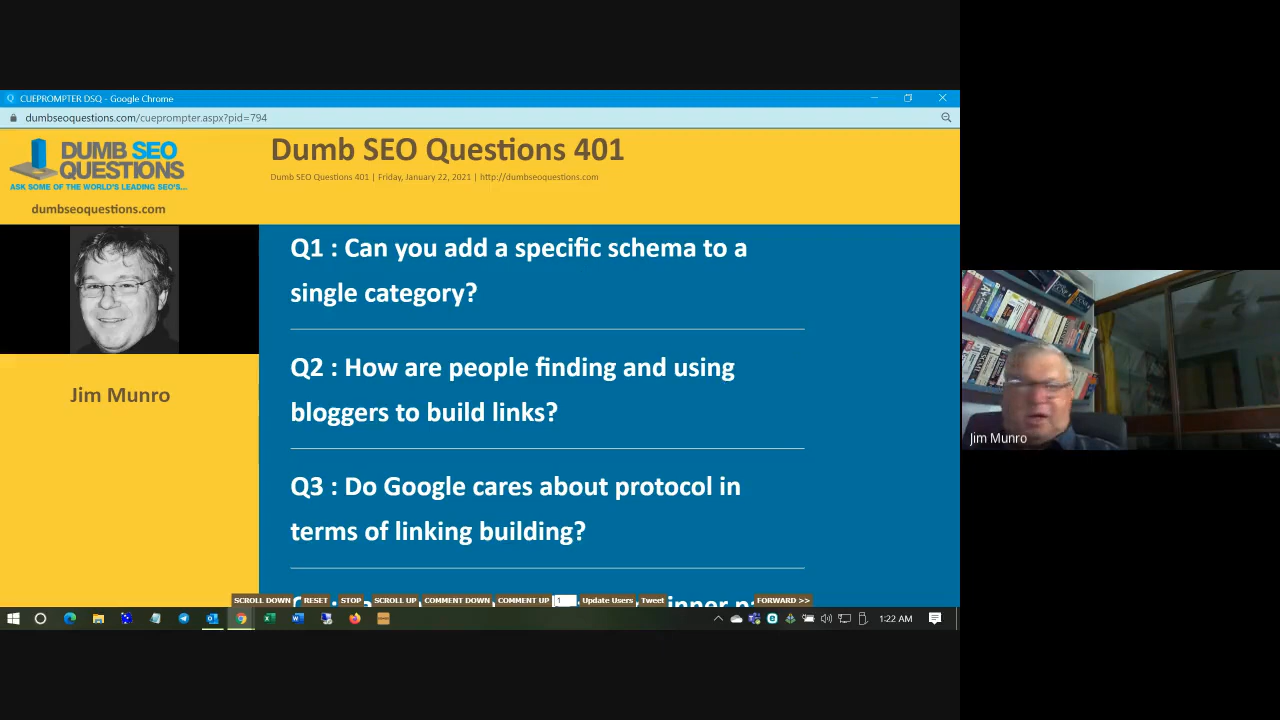 CUEPROMPTER DSQ - Google Chrome
dumbseoquestions.com/cueprompter.aspx?pid=794
DUMB SEO
QUESTIONS
ASK SOME OF THE WORLD'S LEADING SEO'S...
dumbseoquestions.com
Dumb SEO Questions 401
Dumb SEO Questions 401 | Friday, January 22, 2021 | http://dumbseoquestions.com
Jim Munro
Q1 : Can you add a specific schema to a
single category?
Q2 : How are people finding and using
bloggers to build links?
Q3 : Do Google cares about protocol in
terms of linking building?
inner
SCROLL DOWN RESET STOP SCROLL UP COMMENT DOWN COMMENT UP 1 Update Users Tweet FORWARD >>
1:22 AM
Jim Munro